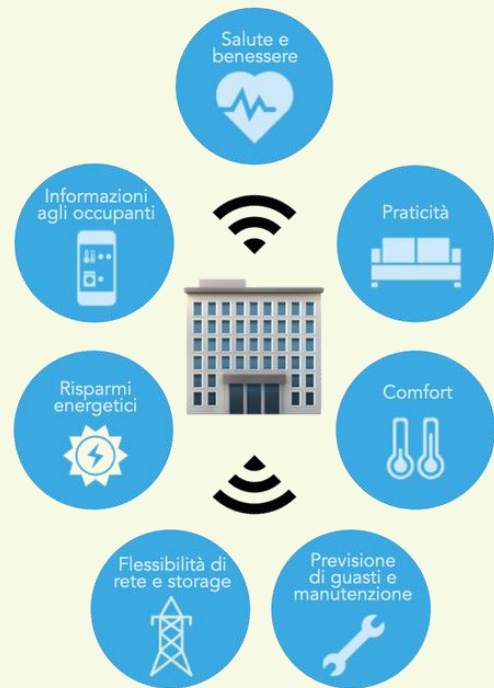 Salute e
benessere
Informazioni
agli occupanti
Praticità
Risparmi
energetici
Comfort
Flessibilità di
rete e storage
Previsione
di guasti e
manutenzione